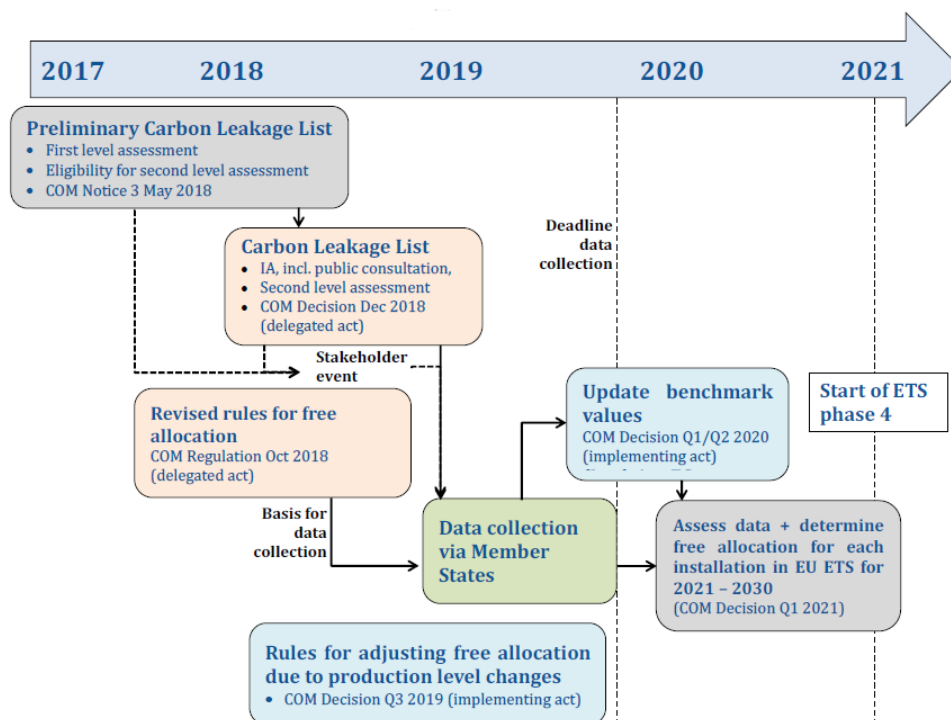 2017 2018 2019 2020 2021
Preliminary Carbon Leakage List
• First level assessment
• Eligibility for second level assessment
• COM Notice 3 May 2018
Deadline
data
collection
Carbon Leakage List
• IA, incl. public consultation,
• Second level assessment
• COM Decision Dec 2018
(delegated act)
Stakeholder
event
Revised rules for free
allocation
COM Regulation Oct 2018
(delegated act)
Update benchmark
values
COM Decision Q1/Q2 2020
(implementing act)
Start of ETS
phase 4
Basis for
data
collection
Data collection
via Member
States
Assess data + determine
free allocation for each
installation in EU ETS for
2021 – 2030
(COM Decision Q1 2021)
Rules for adjusting free allocation
due to production level changes
• COM Decision Q3 2019 (implementing act)